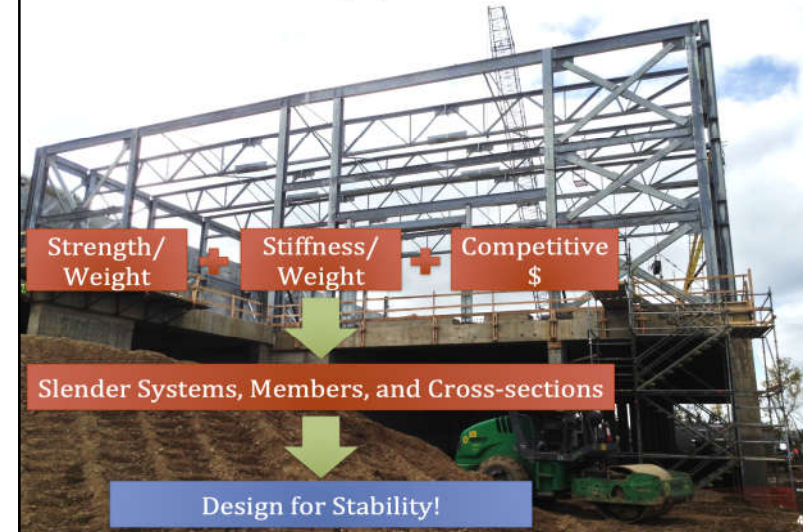 Strength/
Weight
Stiffness/
Weight
Competitive
$
Slender Systems, Members, and Cross-sections
Design for Stability!